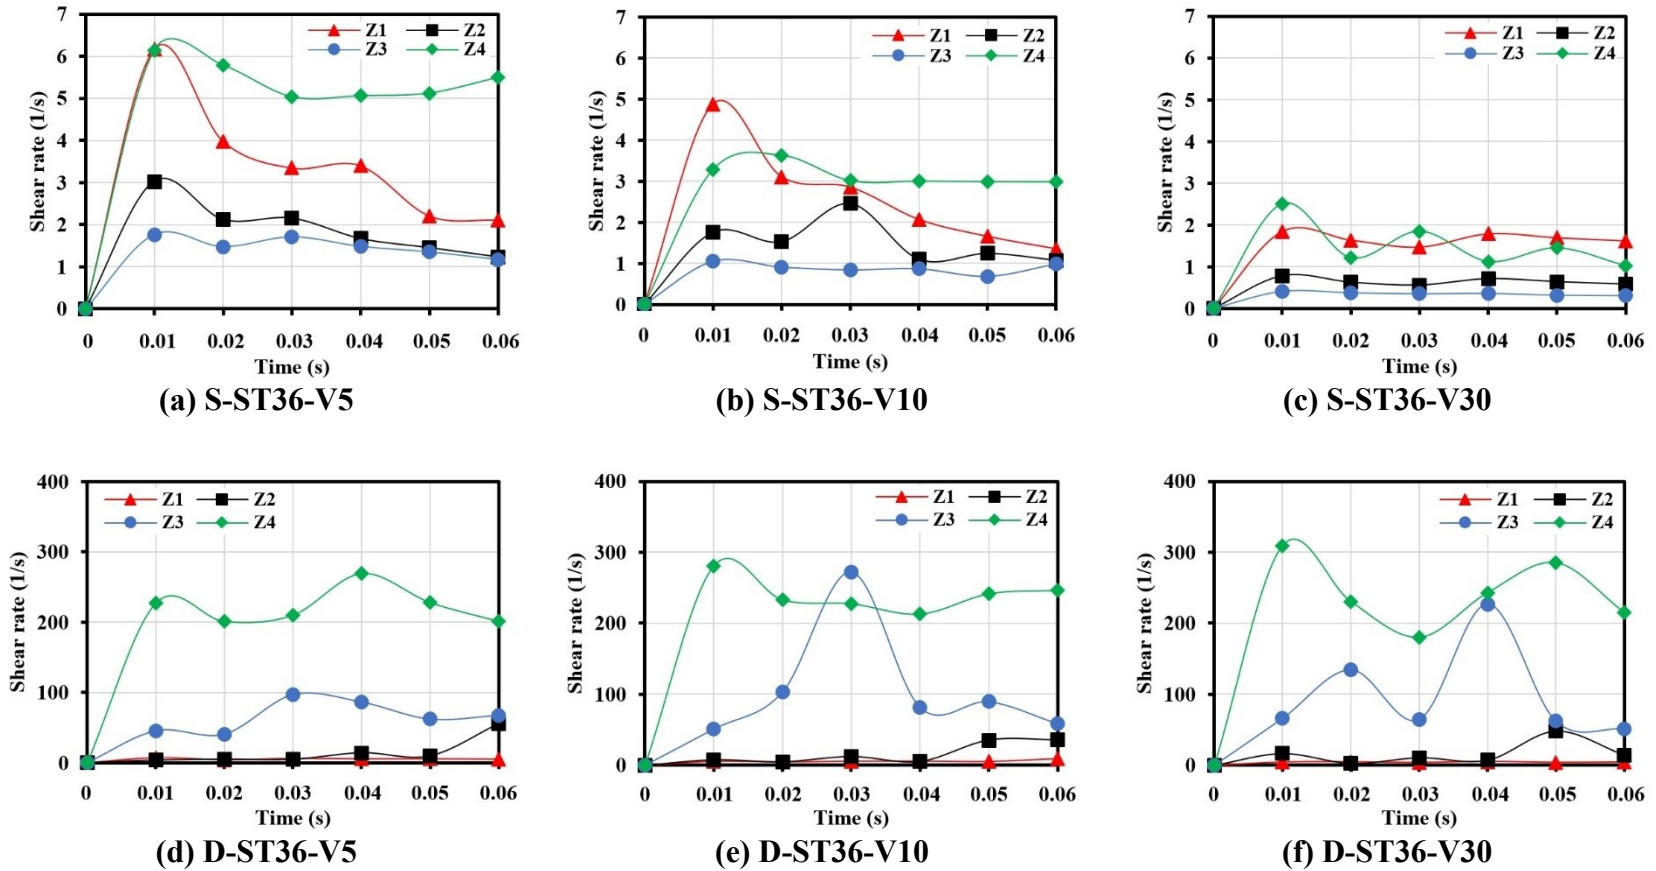 7
6
5
4
3
2
1
0
Shear rate (1/s)
Z1 Z2
Z3 Z4
0 0.01 0.02 0.03 0.04 0.05 0.06
Time (s)
(a) S-ST36-V5
7
6
5
4
3
2
1
0
Shear rate (1/s)
Z1 Z2
Z3 Z4
0 0.01 0.02 0.03 0.04 0.05 0.06
Time (s)
(b) S-ST36-V10
7
6
5
4
3
2
1
0
Shear rate (1/s)
Z1 Z2
Z3 Z4
0 0.01 0.02 0.03 0.04 0.05 0.06
Time (s)
(c) S-ST36-V30
400
300
200
100
0
Shear rate (1/s)
Z1 Z2
Z3 Z4
0 0.01 0.02 0.03 0.04 0.05 0.06
Time (s)
(d) D-ST36-V5
400
300
200
100
0
Shear rate (1/s)
Z1 Z2
Z3 Z4
0 0.01 0.02 0.03 0.04 0.05 0.06
Time (s)
(e) D-ST36-V10
400
300
200
100
0
Shear rate (1/s)
Z1 Z2
Z3 Z4
0 0.01 0.02 0.03 0.04 0.05 0.06
Time (s)
(f) D-ST36-V30